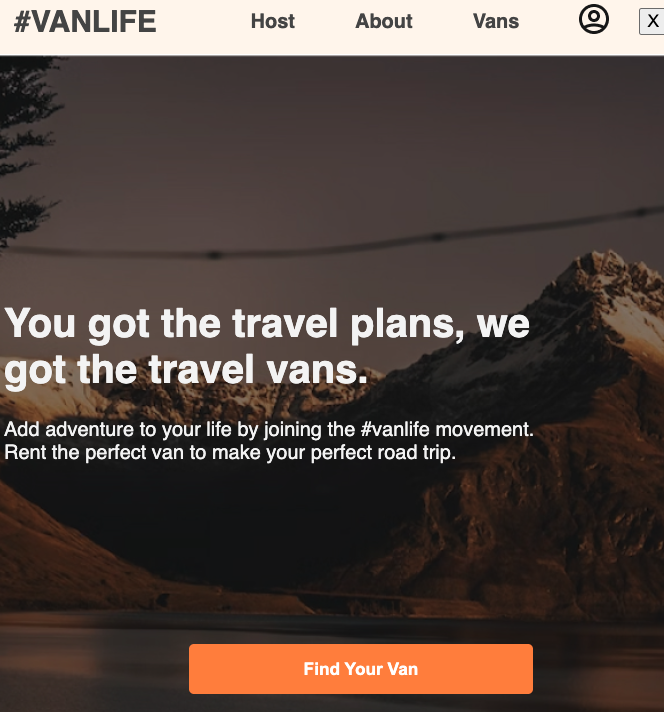 #VANLIFE Host About Vans X
You got the travel plans, we
got the travel vans.
Add adventure to your life by joining the #vanlife movement.
Rent the perfect van to make your perfect road trip.
Find Your Van